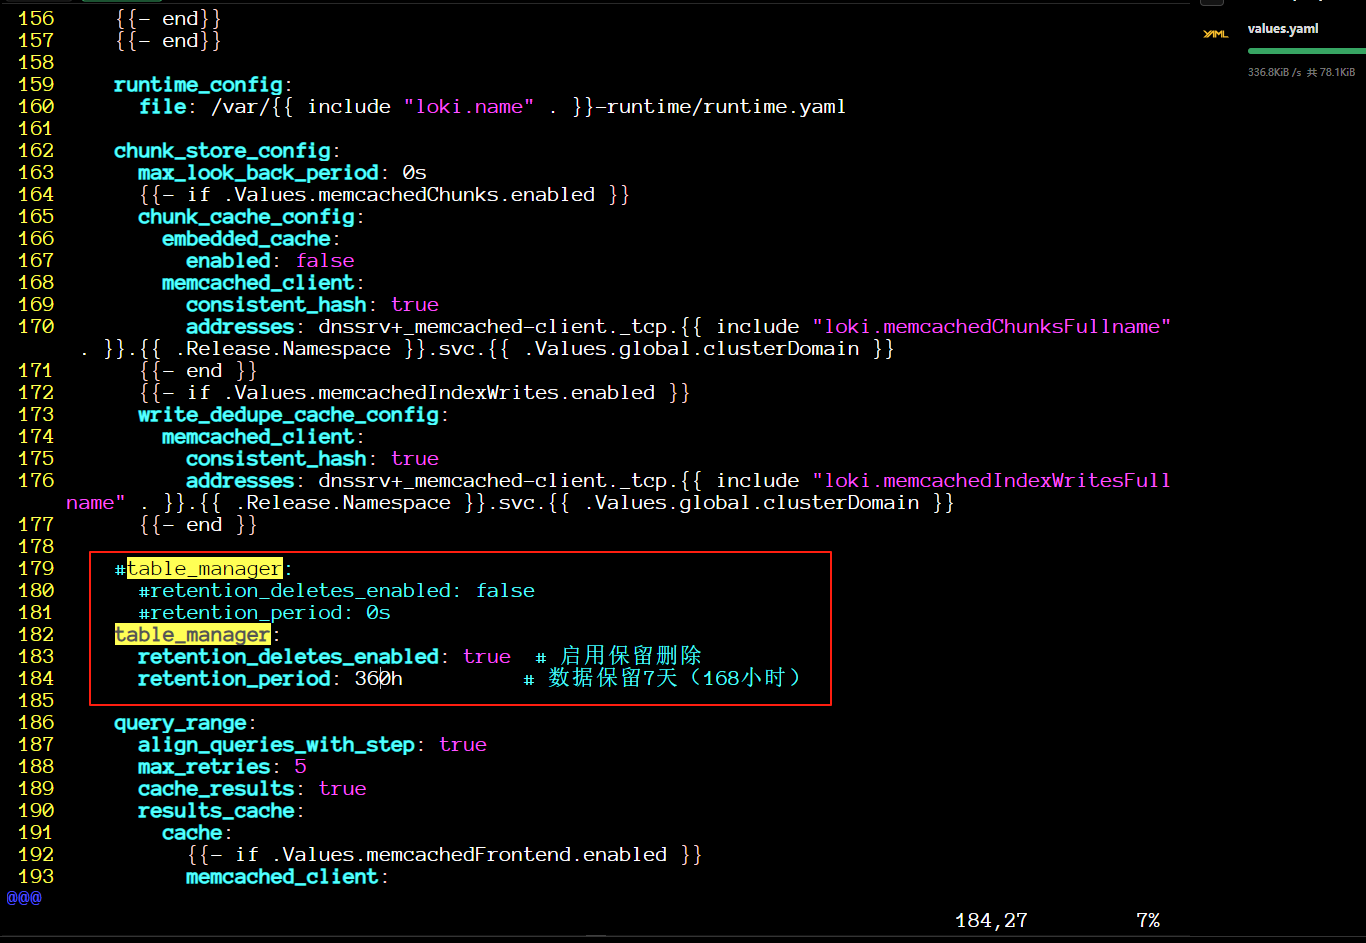 156     {{- end}}
157     {{- end}}
158
159     runtime_config:
160       file: /var/{{ include "loki.name" . }}-runtime/runtime.yaml
161
162     chunk_store_config:
163       max_look_back_period: 0s
164       {{- if .Values.memcachedChunks.enabled }}
165       chunk_cache_config:
166         embedded_cache:
167           enabled: false
168         memcached_client:
169           consistent_hash: true
170           addresses: dnssrv+_memcached-client._tcp.{{ include "loki.memcachedChunksFullname"
 . }}.{{ .Release.Namespace }}.svc.{{ .Values.global.clusterDomain }}
171       {{- end }}
172       {{- if .Values.memcachedIndexWrites.enabled }}
173       write_dedupe_cache_config:
174         memcached_client:
175           consistent_hash: true
176           addresses: dnssrv+_memcached-client._tcp.{{ include "loki.memcachedIndexWritesFull
name" . }}.{{ .Release.Namespace }}.svc.{{ .Values.global.clusterDomain }}
177       {{- end }}
178
179     #table_manager:
180       #retention_deletes_enabled: false
181       #retention_period: 0s
182     table_manager:
183       retention_deletes_enabled: true  # 启用保留删除
184       retention_period: 360h          # 数据保留7天（168小时）
185
186     query_range:
187       align_queries_with_step: true
188       max_retries: 5
189       cache_results: true
190       results_cache:
191         cache:
192           {{- if .Values.memcachedFrontend.enabled }}
193           memcached_client:
@@@
184,27         7%
YAML
values.yaml
336.8KiB /s 共 78.1KiB